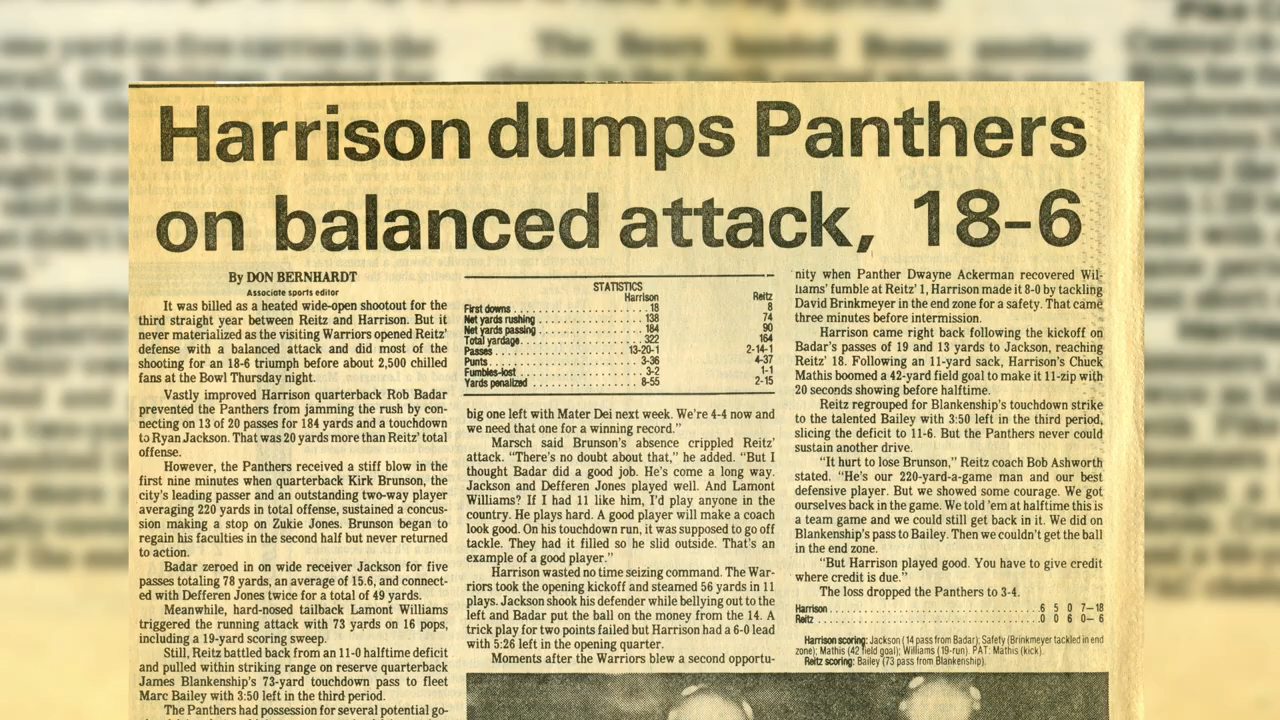 Harrison dumps Panthers
on balanced attack, 18-6
By DON BERNHARDT
Associate sports editor
It was billed as a heated wide-open shootout for the
third straight year between Reitz and Harrison. But it
never materialized as the visiting Warriors opened Reitz'
defense with a balanced attack and did most of the
shooting for an 18-6 triumph before about 2,500 chilled
fans at the Bowl Thursday night.
Vastly improved Harrison quarterback Rob Badar
prevented the Panthers from jamming the rush by con-
necting on 13 of 20 passes for 184 yards and a touchdown
to Ryan Jackson. That was 20 yards more than Reitz' total
offense.
However, the Panthers received a stiff blow in the
first nine minutes when quarterback Kirk Brunson, the
city's leading passer and an outstanding two-way player
averaging 220 yards in total offense, sustained a concus-
sion making a stop on Zukie Jones. Brunson began to
regain his faculties in the second half but never returned
to action.
Badar zeroed in on wide receiver Jackson for five
passes totaling 78 yards, an average of 15.6, and connect-
ed with Defferen Jones twice for a total of 49 yards.
Meanwhile, hard-nosed tailback Lamont Williams
triggered the running attack with 73 yards on 16 pops,
including a 19-yard scoring sweep.
Still, Reitz battled back from an 11-0 halftime deficit
and pulled within striking range on reserve quarterback
James Blankenship's 73-yard touchdown pass to fleet
Marc Bailey with 3:50 left in the third period.
The Panthers had possession for several potential go-
STATISTICS
Harrison Reitz
First downs 18 8
Net yards rushing 138 74
Net yards passing 184 90
Total yardage 322 164
Passes 13-20-1 2-14-1
Punts 3-36 4-37
Fumbles-lost 3-2 1-1
Yards penalized 8-55 2-15
big one left with Mater Dei next week. We're 4-4 now and
we need that one for a winning record."
Marsch said Brunson's absence crippled Reitz'
attack. "There's no doubt about that," he added. "But I
thought Badar did a good job. He's come a long way.
Jackson and Defferen Jones played well. And Lamont
Williams? If I had 11 like him, I'd play anyone in the
country. He plays hard. A good player will make a coach
look good. On his touchdown run, it was supposed to go off
tackle. They had it filled so he slid outside. That's an
example of a good player."
Harrison wasted no time seizing command. The War-
riors took the opening kickoff and steamed 56 yards in 11
plays. Jackson shook his defender while bellying out to the
left and Badar put the ball on the money from the 14. A
trick play for two points failed but Harrison had a 6-0 lead
with 5:26 left in the opening quarter.
Moments after the Warriors blew a second opportu-
nity when Panther Dwayne Ackerman recovered Wil-
liams' fumble at Reitz' 1, Harrison made it 8-0 by tackling
David Brinkmeyer in the end zone for a safety. That came
three minutes before intermission.
Harrison came right back following the kickoff on
Badar's passes of 19 and 13 yards to Jackson, reaching
Reitz' 18. Following an 11-yard sack, Harrison's Chuck
Mathis boomed a 42-yard field goal to make it 11-zip with
20 seconds showing before halftime.
Reitz regrouped for Blankenship's touchdown strike
to the talented Bailey with 3:50 left in the third period,
slicing the deficit to 11-6. But the Panthers never could
sustain another drive.
"It hurt to lose Brunson," Reitz coach Bob Ashworth
stated. "He's our 220-yard-a-game man and our best
defensive player. But we showed some courage. We got
ourselves back in the game. We told 'em at halftime this is
a team game and we could still get back in it. We did on
Blankenship's pass to Bailey. Then we couldn't get the ball
in the end zone.
"But Harrison played good. You have to give credit
where credit is due."
The loss dropped the Panthers to 3-4.
Harrison 6 5 0 7—18
Reitz 0 0 6 0— 6
Harrison scoring: Jackson (14 pass from Badar); Safety (Brinkmeyer tackled in end
zone); Mathis (42 field goal); Williams (19-run). PAT: Mathis (kick).
Reitz scoring: Bailey (73 pass from Blankenship).